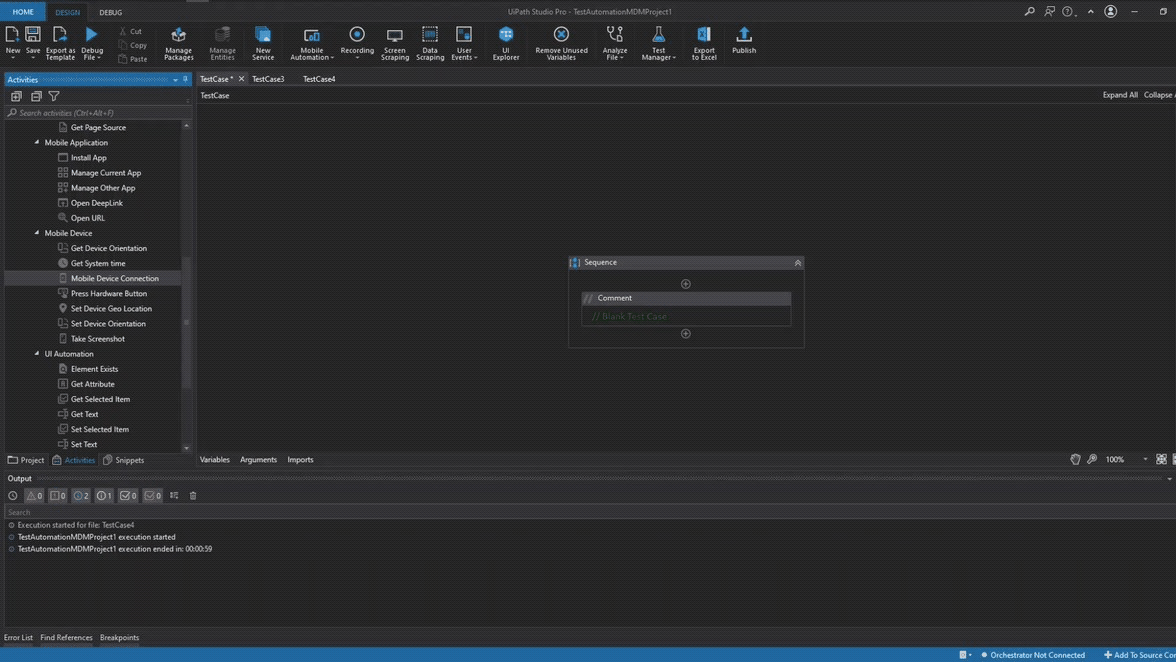 HOME DESIGN DEBUG UiPath Studio Pro - TestAutomationMDMProject1
New Save Export as Template Debug File Cut Copy Paste Manage Packages Manage Entities New Service Mobile Automation Recording Screen Scraping Data Scraping User Events UI Explorer Remove Unused Variables Analyze File Test Manager Export to Excel Publish
Activities TestCase * TestCase3 TestCase4
TestCase Expand All Collapse
Search activities (Ctrl+Alt+F)
Get Page Source
Mobile Application
Install App
Manage Current App
Manage Other App
Open DeepLink
Open URL
Mobile Device
Get Device Orientation
Get System time
Mobile Device Connection
Press Hardware Button
Set Device Geo Location
Set Device Orientation
Take Screenshot
UI Automation
Element Exists
Get Attribute
Get Selected Item
Get Text
Set Selected Item
Set Text
Sequence
// Comment
// Blank Test Case
Project Activities Snippets Variables Arguments Imports 100%
Output
0 0 2 1 0 0
Search
Execution started for file: TestCase4
TestAutomationMDMProject1 execution started
TestAutomationMDMProject1 execution ended in: 00:00:59
Error List Find References Breakpoints
Orchestrator Not Connected Add To Source Con